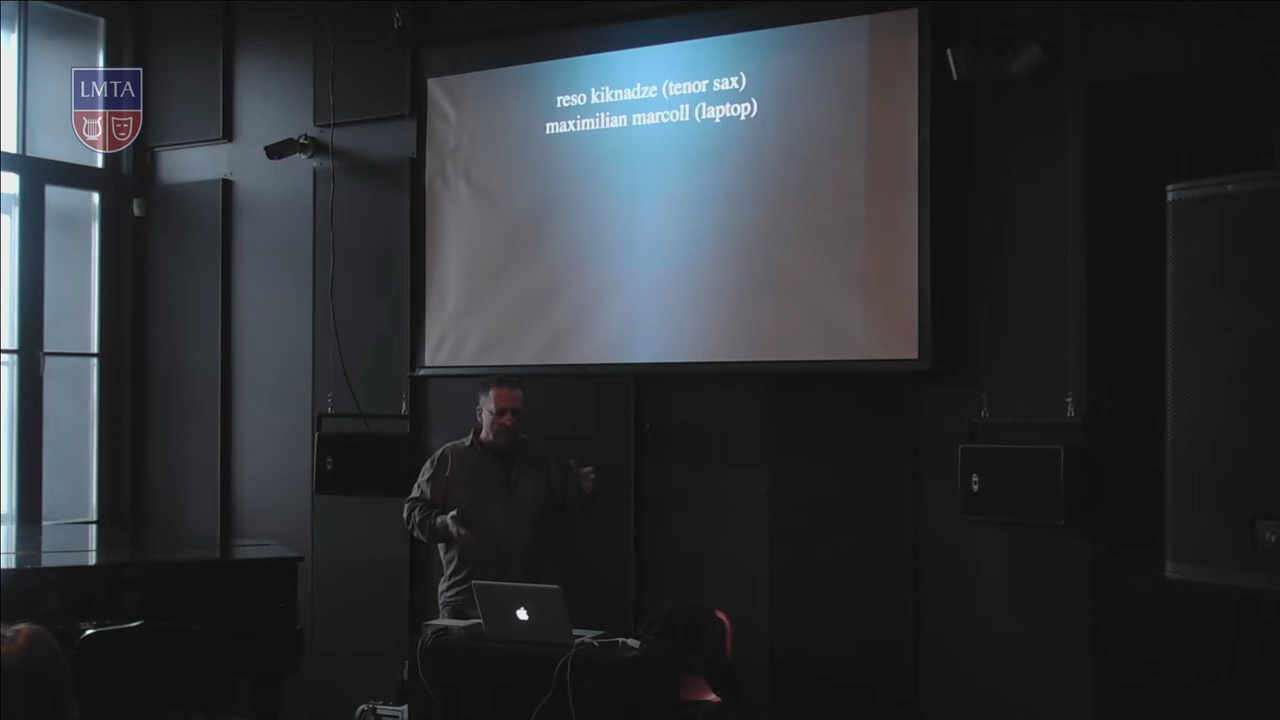 LMTA
reso kiknadze (tenor sax)
maximilian marcoll (laptop)